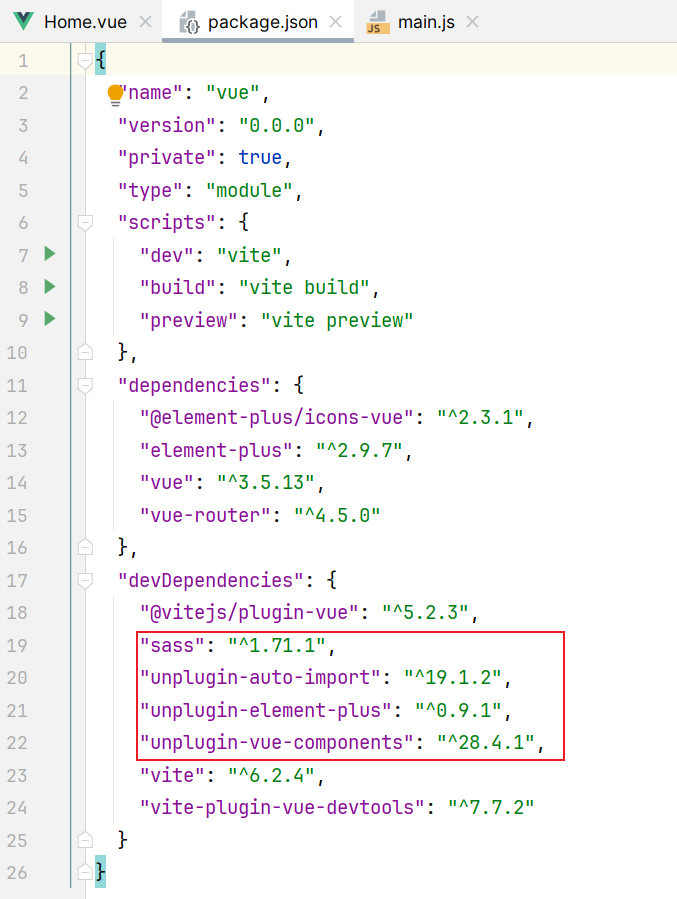 Home.vue package.json main.js
1 {
2 "name": "vue",
3 "version": "0.0.0",
4 "private": true,
5 "type": "module",
6 "scripts": {
7 "dev": "vite",
8 "build": "vite build",
9 "preview": "vite preview"
10 },
11 "dependencies": {
12 "@element-plus/icons-vue": "^2.3.1",
13 "element-plus": "^2.9.7",
14 "vue": "^3.5.13",
15 "vue-router": "^4.5.0"
16 },
17 "devDependencies": {
18 "@vitejs/plugin-vue": "^5.2.3",
19 "sass": "^1.71.1",
20 "unplugin-auto-import": "^19.1.2",
21 "unplugin-element-plus": "^0.9.1",
22 "unplugin-vue-components": "^28.4.1",
23 "vite": "^6.2.4",
24 "vite-plugin-vue-devtools": "^7.7.2"
25 }
26 }